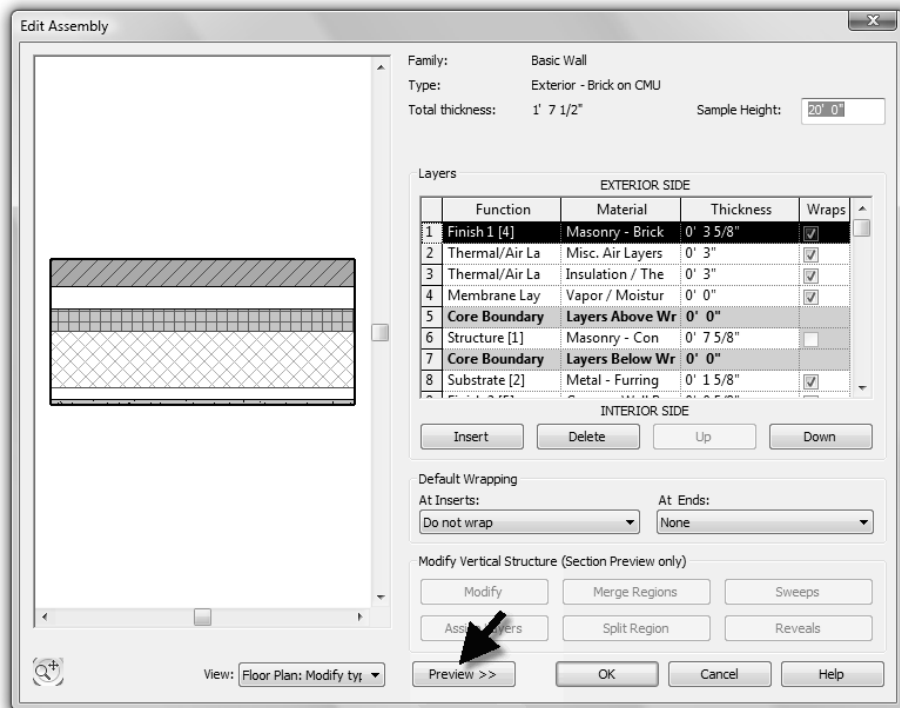 Edit Assembly
X
Family: Basic Wall
Type: Exterior - Brick on CMU
Total thickness: 1' 7 1/2" Sample Height: 20' 0"
Layers
EXTERIOR SIDE
Function Material Thickness Wraps
1 Finish 1 [4] Masonry - Brick 0' 3 5/8"
2 Thermal/Air La Misc. Air Layers 0' 3"
3 Thermal/Air La Insulation / The 0' 3"
4 Membrane Lay Vapor / Moistur 0' 0"
5 Core Boundary Layers Above Wr 0' 0"
6 Structure [1] Masonry - Con 0' 7 5/8"
7 Core Boundary Layers Below Wr 0' 0"
8 Substrate [2] Metal - Furring 0' 1 5/8"
INTERIOR SIDE
Insert Delete Up Down
Default Wrapping
At Inserts: At Ends:
Do not wrap None
Modify Vertical Structure (Section Preview only)
Modify Merge Regions Sweeps
Split Region Reveals
View: Floor Plan: Modify typ Preview >> OK Cancel Help